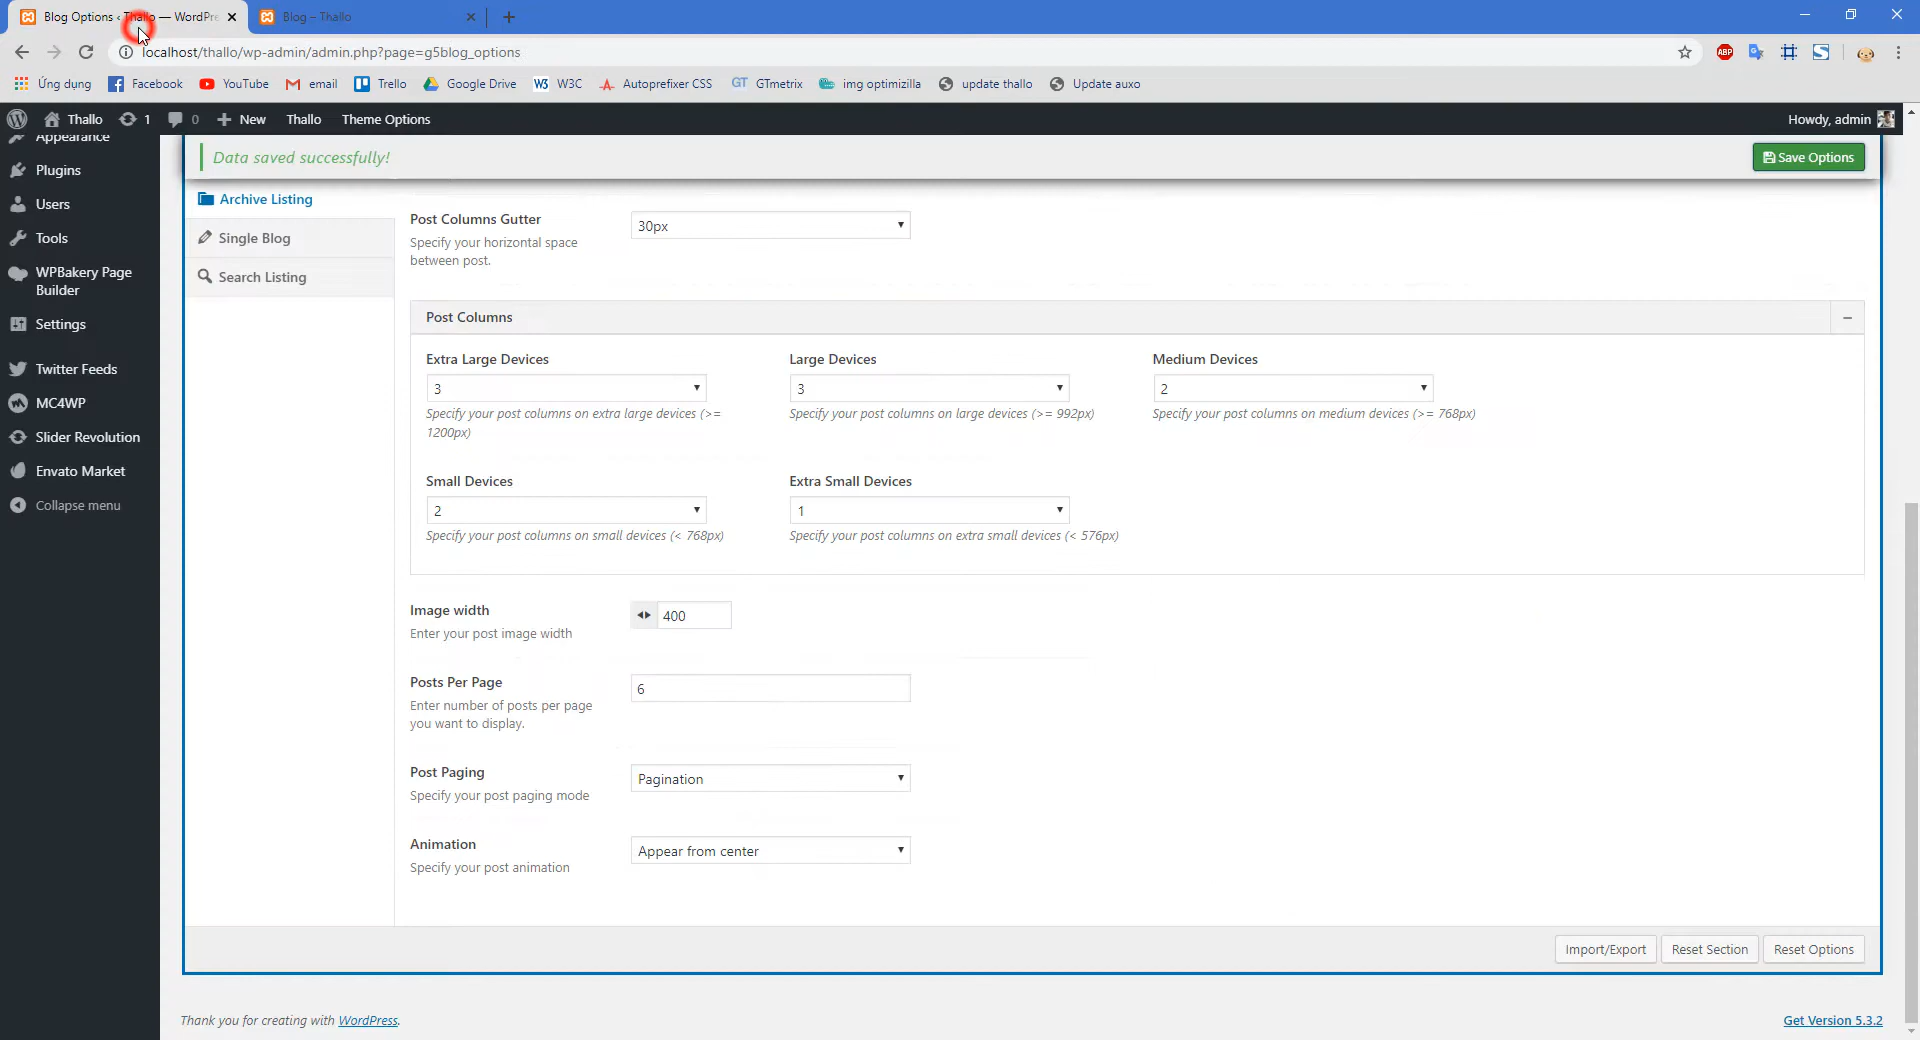 Blog Options ‹ Thallo — WordPre
Blog – Thallo
localhost/thallo/wp-admin/admin.php?page=g5blog_options
ABP
Ứng dụng
Facebook
YouTube
email
Trello
Google Drive
W3 W3C
Autoprefixer CSS
GT GTmetrix
img optimizilla
update thallo
Update auxo
Thallo
1
0
New
Thallo
Theme Options
Howdy, admin
Appearance
Plugins
Users
Tools
WPBakery Page
Builder
Settings
Twitter Feeds
MC4WP
Slider Revolution
Envato Market
Collapse menu
Data saved successfully!
Save Options
Archive Listing
Single Blog
Search Listing
Post Columns Gutter
Specify your horizontal space
between post.
30px
Post Columns
Extra Large Devices
3
Specify your post columns on extra large devices (>=
1200px)
Large Devices
3
Specify your post columns on large devices (>= 992px)
Medium Devices
2
Specify your post columns on medium devices (>= 768px)
Small Devices
2
Specify your post columns on small devices (< 768px)
Extra Small Devices
1
Specify your post columns on extra small devices (< 576px)
Image width
Enter your post image width
400
Posts Per Page
Enter number of posts per page
you want to display.
6
Post Paging
Specify your post paging mode
Pagination
Animation
Specify your post animation
Appear from center
Import/Export
Reset Section
Reset Options
Thank you for creating with WordPress.
Get Version 5.3.2